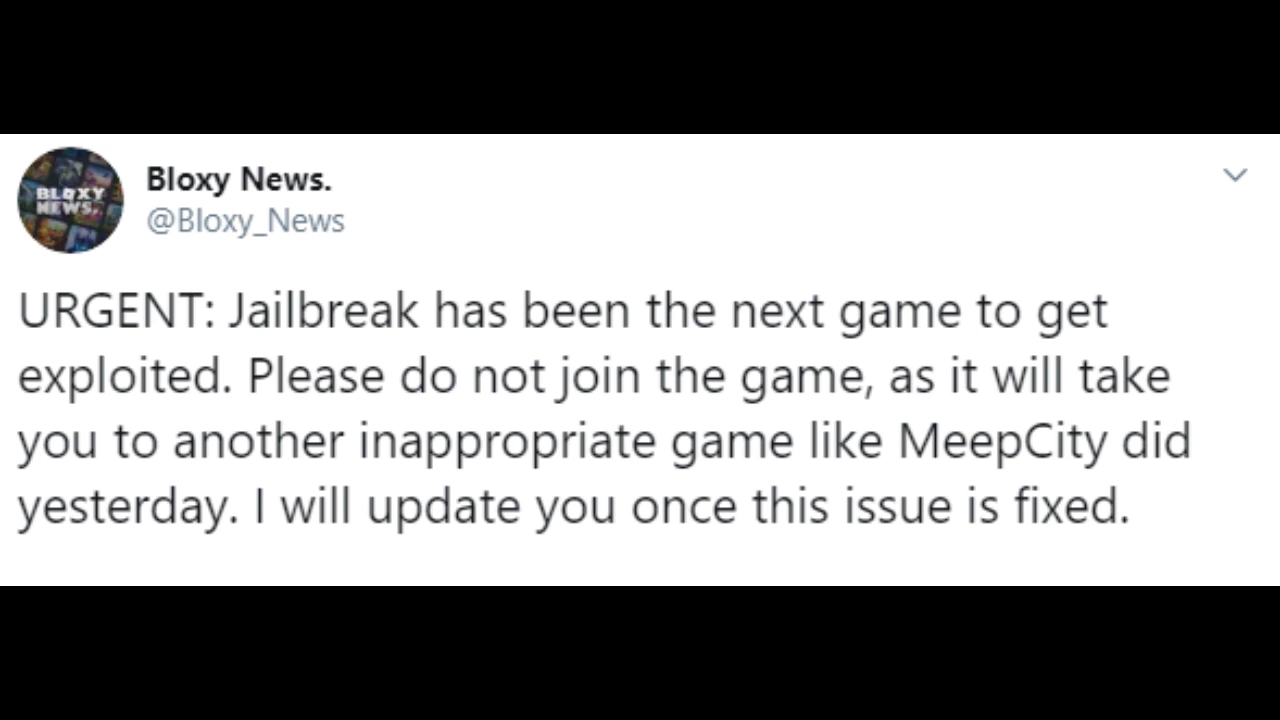 BLOXY
NEWS.
Bloxy News.
@Bloxy_News
URGENT: Jailbreak has been the next game to get
exploited. Please do not join the game, as it will take
you to another inappropriate game like MeepCity did
yesterday. I will update you once this issue is fixed.